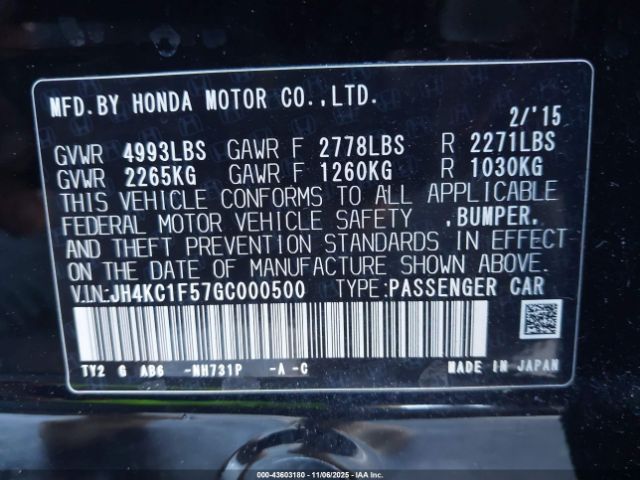 MFD.BY HONDA MOTOR CO.,LTD.
2/'15
GVWR 4993LBS GAWR F 2778LBS R 2271LBS
GVWR 2265KG GAWR F 1260KG R 1030KG
THIS VEHICLE CONFORMS TO ALL APPLICABLE
FEDERAL MOTOR VEHICLE SAFETY ,BUMPER,
AND THEFT PREVENTION STANDARDS IN EFFECT
ON THE DATE OF MANUFACTURE SHOWN ABOVE.
V.IN:JH4KC1F57GC000500 TYPE:PASSENGER CAR
TY2 G AB6 -NH731P -A -C MADE IN JAPAN
000-43603180 - 11/06/2025 - IAAI.COM